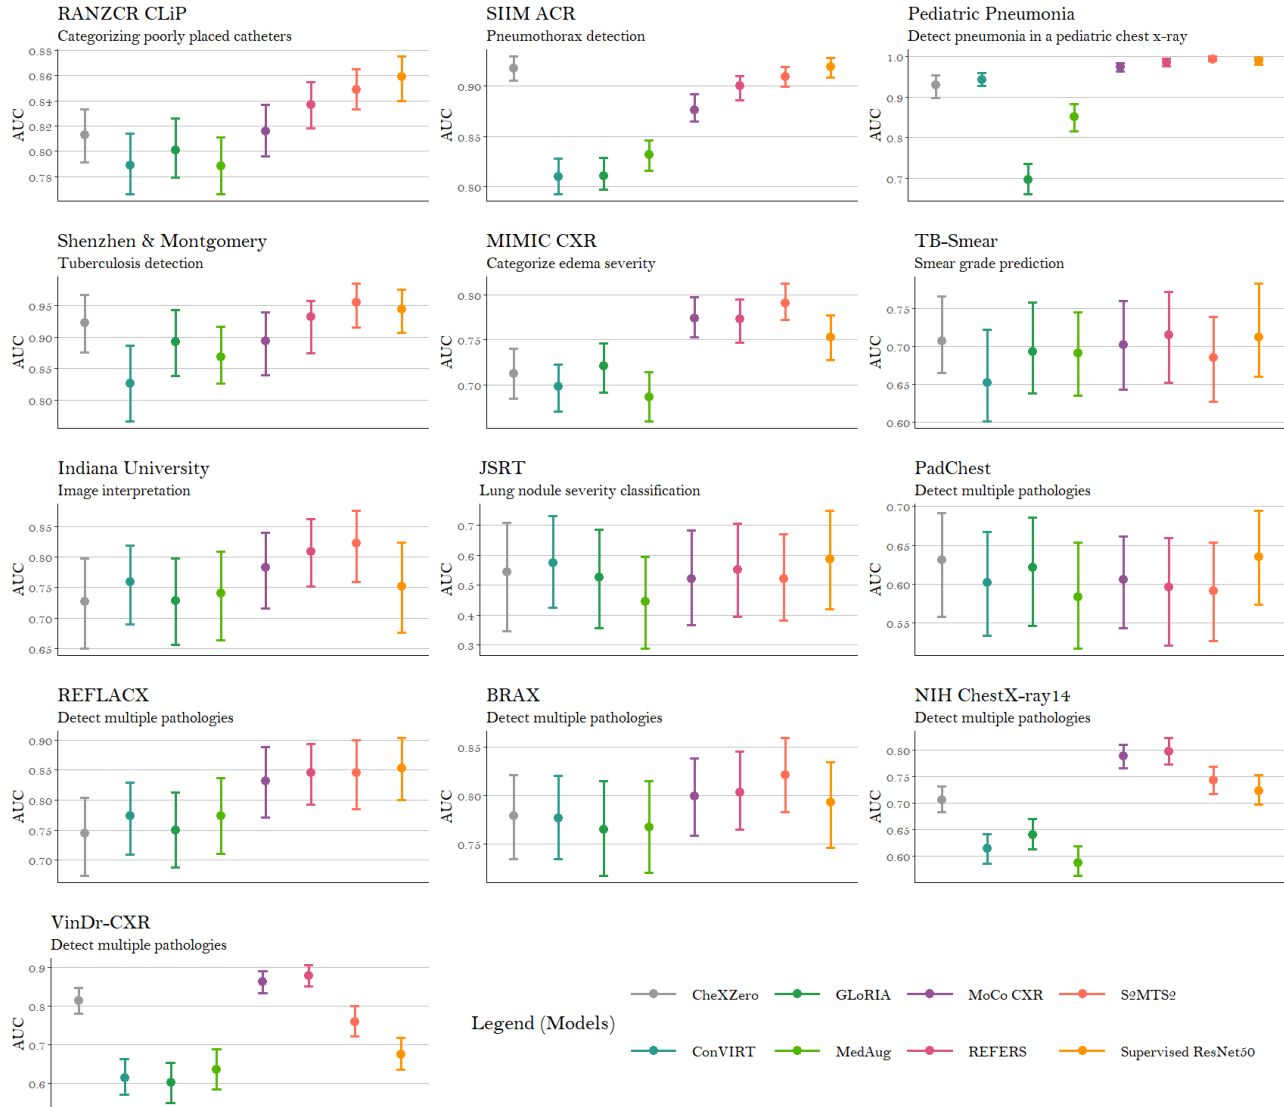 RANZCR CLiP
Categorizing poorly placed catheters
AUC
0.88
0.86
0.84
0.82
0.80
0.78
SIIM ACR
Pneumothorax detection
AUC
0.90
0.85
0.80
Pediatric Pneumonia
Detect pneumonia in a pediatric chest x-ray
AUC
1.0
0.9
0.8
0.7
Shenzhen & Montgomery
Tuberculosis detection
AUC
0.95
0.90
0.85
0.80
MIMIC CXR
Categorize edema severity
AUC
0.80
0.75
0.70
TB-Smear
Smear grade prediction
AUC
0.75
0.70
0.65
0.60
Indiana University
Image interpretation
AUC
0.85
0.80
0.75
0.70
0.65
JSRT
Lung nodule severity classification
AUC
0.7
0.6
0.5
0.4
0.3
PadChest
Detect multiple pathologies
AUC
0.70
0.65
0.60
0.55
REFLACX
Detect multiple pathologies
AUC
0.90
0.85
0.80
0.75
0.70
BRAX
Detect multiple pathologies
AUC
0.85
0.80
0.75
NIH ChestX-ray14
Detect multiple pathologies
AUC
0.80
0.75
0.70
0.65
0.60
VinDr-CXR
Detect multiple pathologies
AUC
0.9
0.8
0.7
0.6
Legend (Models)
CheXZero GLoRIA MoCo CXR S2MTS2
ConVIRT MedAug REFERS Supervised ResNet50